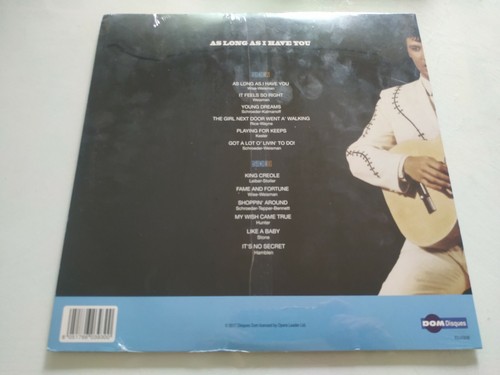 AS LONG AS I HAVE YOU
AS LONG AS I HAVE YOU
Wise-Weisman
IT FEELS SO RIGHT
Weisman
YOUNG DREAMS
Schroeder-Kalmanoff
THE GIRL NEXT DOOR WENT A' WALKING
Rice-Wayne
PLAYING FOR KEEPS
Kesler
GOT A LOT O' LIVIN' TO DO!
Schroeder-Weisman
KING CREOLE
Leiber-Stoller
FAME AND FORTUNE
Wise-Weisman
SHOPPIN' AROUND
Schroeder-Tepper-Bennett
MY WISH CAME TRUE
Hunter
LIKE A BABY
Stone
IT'S NO SECRET
Hamblen
DOM Disques